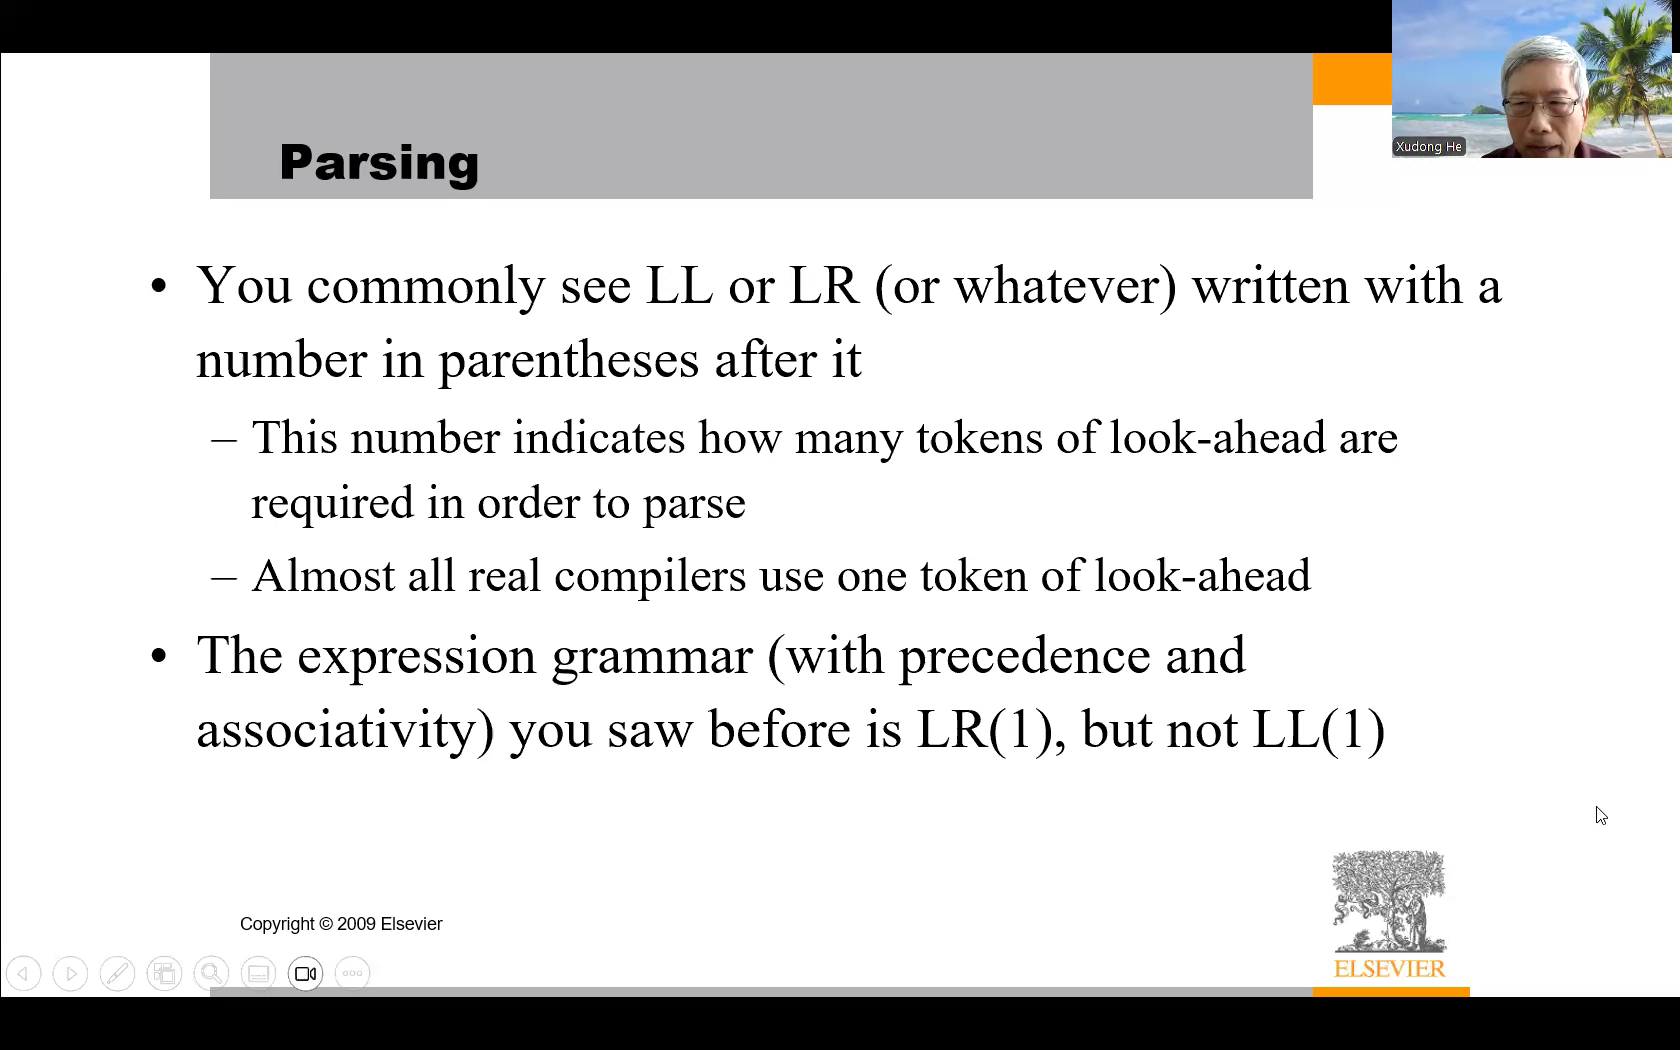 Parsing
Xudong He
• You commonly see LL or LR (or whatever) written with a
number in parentheses after it
– This number indicates how many tokens of look-ahead are
required in order to parse
– Almost all real compilers use one token of look-ahead
• The expression grammar (with precedence and
associativity) you saw before is LR(1), but not LL(1)
Copyright © 2009 Elsevier
ELSEVIER